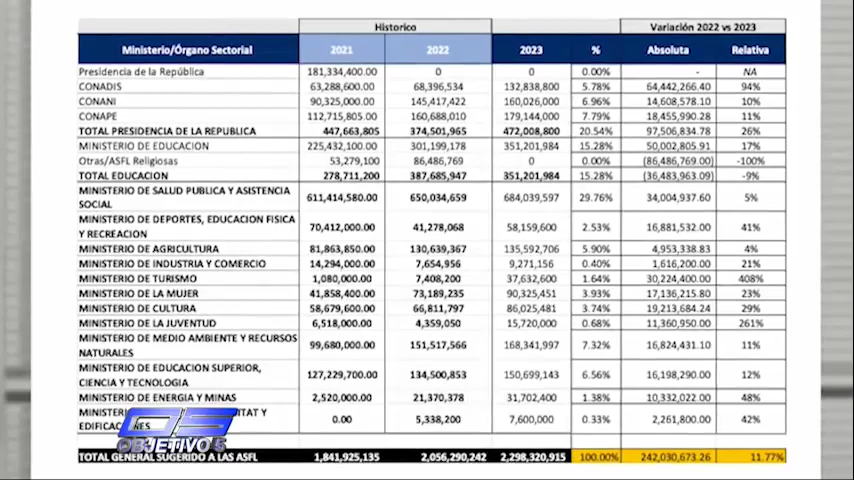 Historico Variación 2022 vs 2023
Ministerio/Órgano Sectorial 2021 2022 2023 % Absoluta Relativa
Presidencia de la República 181,334,400.00 0 0 0.00% - NA
CONADIS 63,288,600.00 68,396,534 132,838,800 5.78% 64,442,266.40 94%
CONANI 90,325,000.00 145,417,422 160,026,000 6.96% 14,608,578.10 10%
CONAPE 112,715,805.00 160,688,010 179,144,000 7.79% 18,455,990.28 11%
TOTAL PRESIDENCIA DE LA REPUBLICA 447,663,805 374,501,965 472,008,800 20.54% 97,506,834.78 26%
MINISTERIO DE EDUCACION 225,432,100.00 301,199,178 351,201,984 15.28% 50,002,805.91 17%
Otras/ASFL Religiosas 53,279,100 86,486,769 0 0.00% (86,486,769.00) -100%
TOTAL EDUCACION 278,711,200 387,685,947 351,201,984 15.28% (36,483,963.09) -9%
MINISTERIO DE SALUD PUBLICA Y ASISTENCIA
SOCIAL 611,414,580.00 650,034,659 684,039,597 29.76% 34,004,937.60 5%
MINISTERIO DE DEPORTES, EDUCACION FISICA
Y RECREACION 70,412,000.00 41,278,068 58,159,600 2.53% 16,881,532.00 41%
MINISTERIO DE AGRICULTURA 81,863,850.00 130,639,367 135,592,706 5.90% 4,953,338.83 4%
MINISTERIO DE INDUSTRIA Y COMERCIO 14,294,000.00 7,654,956 9,271,156 0.40% 1,616,200.00 21%
MINISTERIO DE TURISMO 1,080,000.00 7,408,200 37,632,600 1.64% 30,224,400.00 408%
MINISTERIO DE LA MUJER 41,858,400.00 73,189,235 90,325,451 3.93% 17,136,215.80 23%
MINISTERIO DE CULTURA 58,679,600.00 66,811,797 86,025,481 3.74% 19,213,684.24 29%
MINISTERIO DE LA JUVENTUD 6,518,000.00 4,359,050 15,720,000 0.68% 11,360,950.00 261%
MINISTERIO DE MEDIO AMBIENTE Y RECURSOS
NATURALES 99,680,000.00 151,517,566 168,341,997 7.32% 16,824,431.10 11%
MINISTERIO DE EDUCACION SUPERIOR,
CIENCIA Y TECNOLOGIA 127,229,700.00 134,500,853 150,699,143 6.56% 16,198,290.00 12%
MINISTERIO DE ENERGIA Y MINAS 2,520,000.00 21,370,378 31,702,400 1.38% 10,332,022.00 48%
0.00 5,338,200 7,600,000 0.33% 2,261,800.00 42%
OBJETIVO 5
TOTAL GENERAL SUGERIDO A LAS ASFL 1,841,925,135 2,056,290,242 2,298,320,915 100.00% 242,030,673.26 11.77%